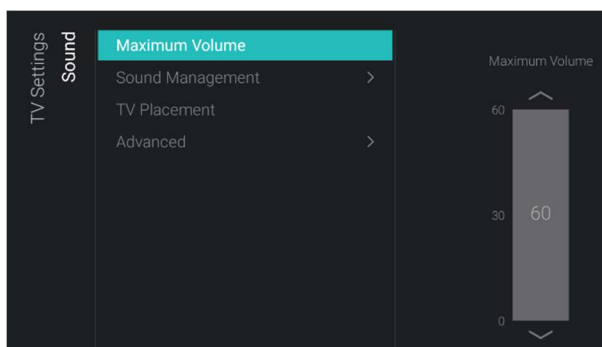 TV Settings
Sound
Maximum Volume
Sound Management
TV Placement
Advanced
Maximum Volume
60
30
60
0